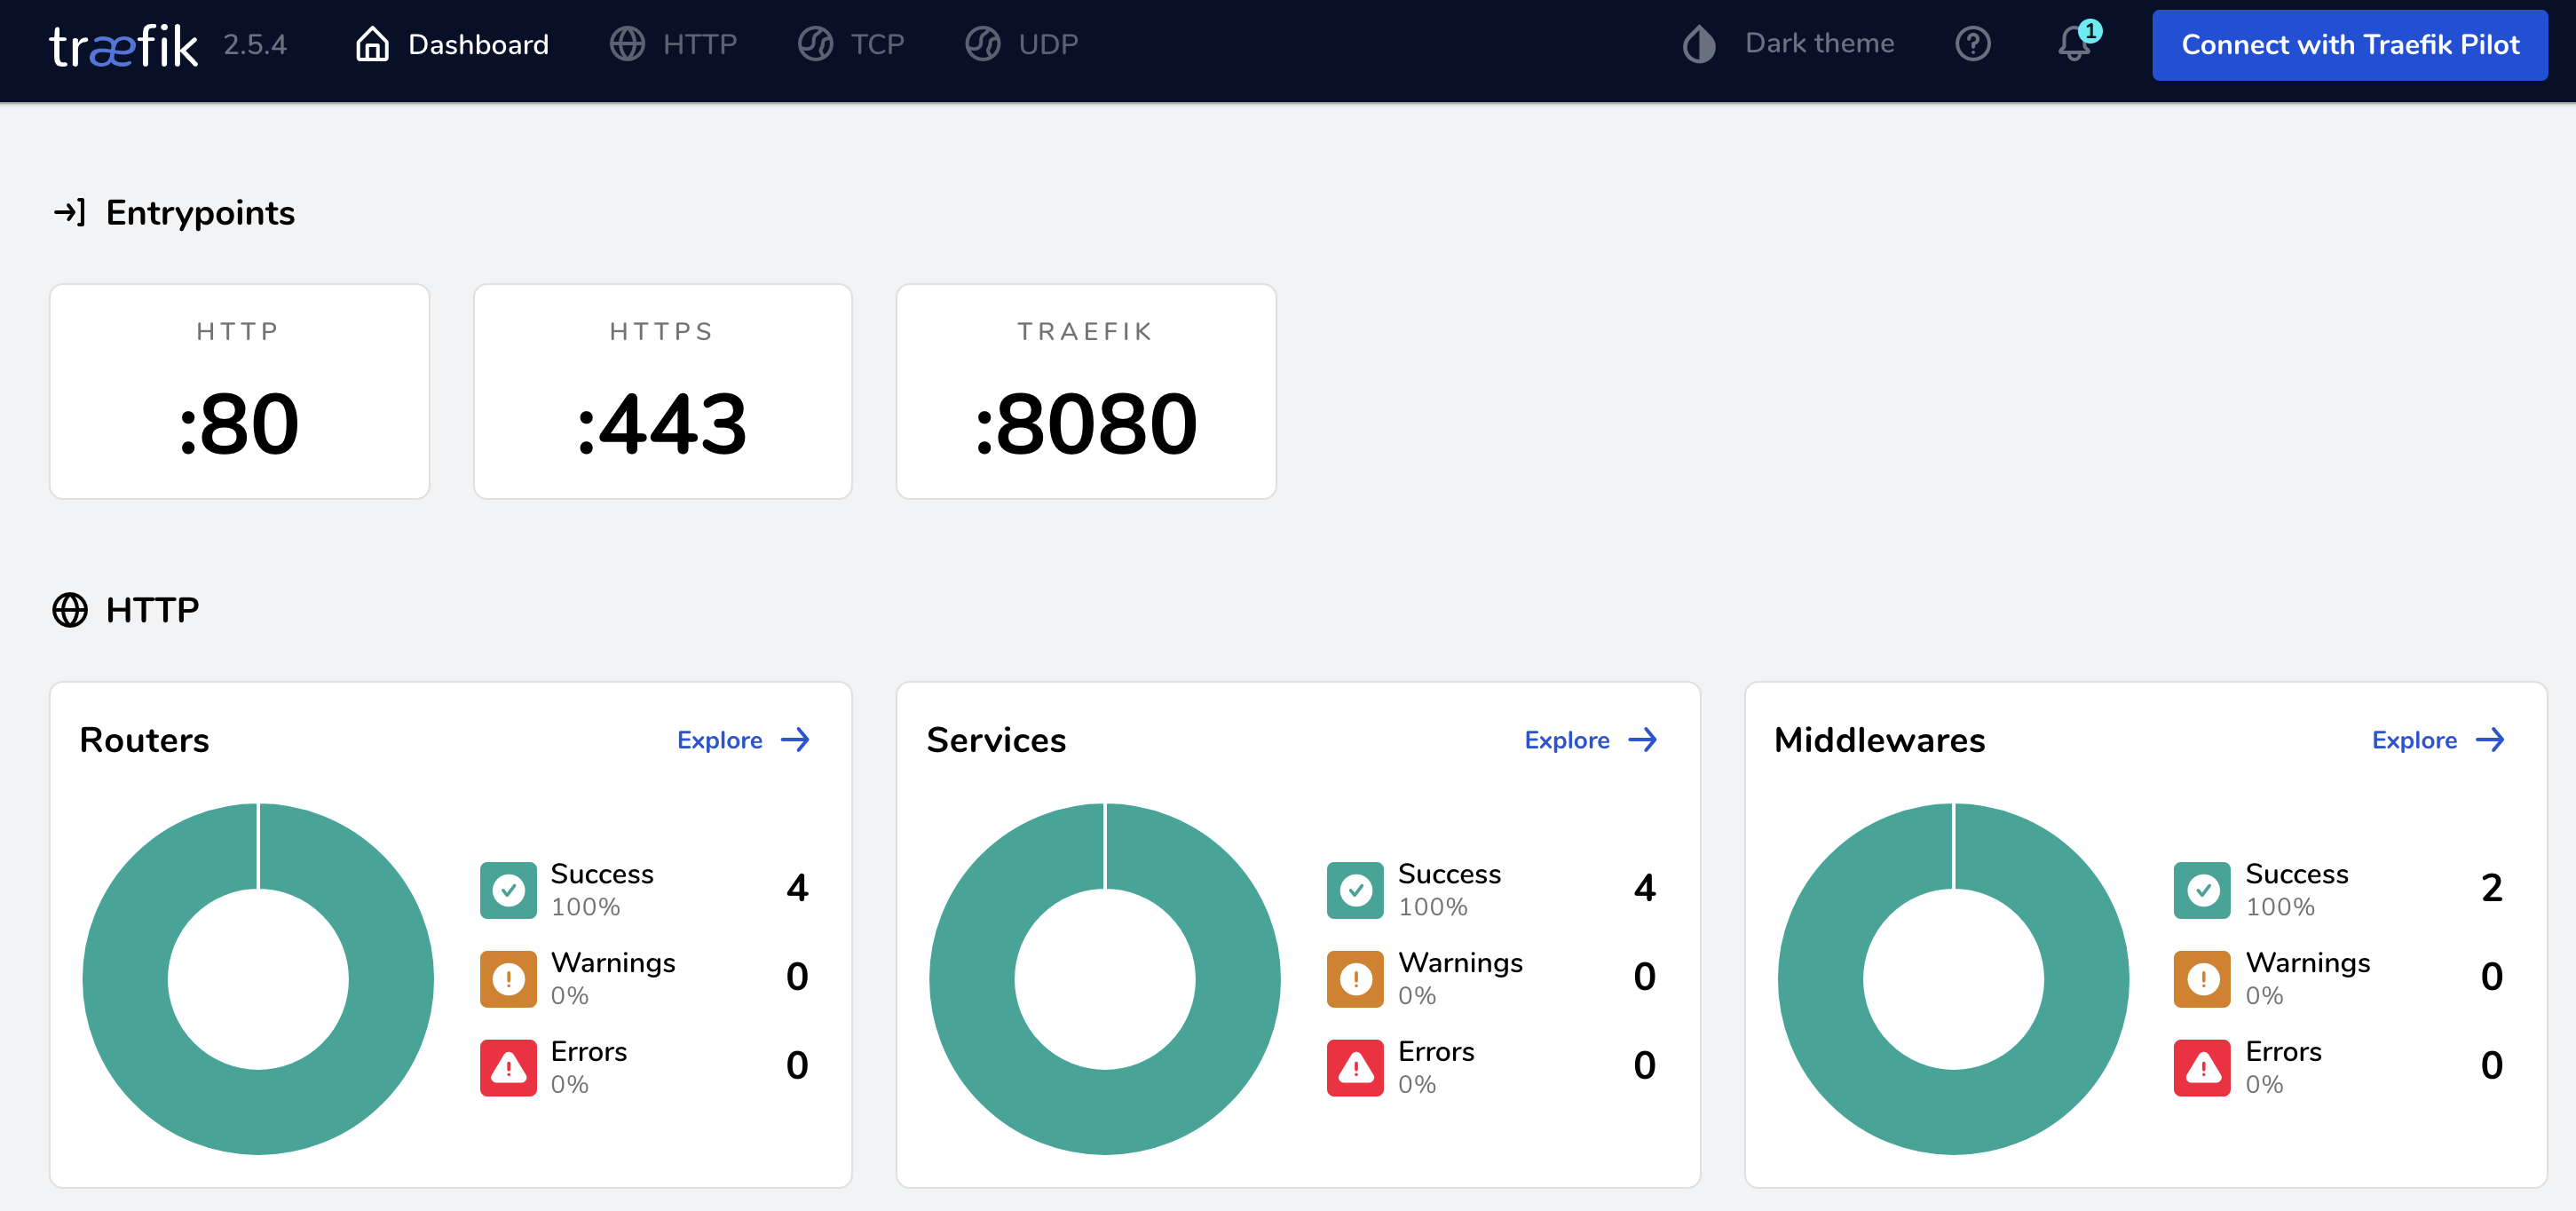 træfik 2.5.4 Dashboard HTTP TCP UDP Dark theme 1 Connect with Traefik Pilot
Entrypoints
HTTP HTTPS TRAEFIK
:80 :443 :8080
HTTP
Routers Explore Services Explore Middlewares Explore
Success 4 Success 4 Success 2
100% 100% 100%
Warnings 0 Warnings 0 Warnings 0
0% 0% 0%
Errors 0 Errors 0 Errors 0
0% 0% 0%